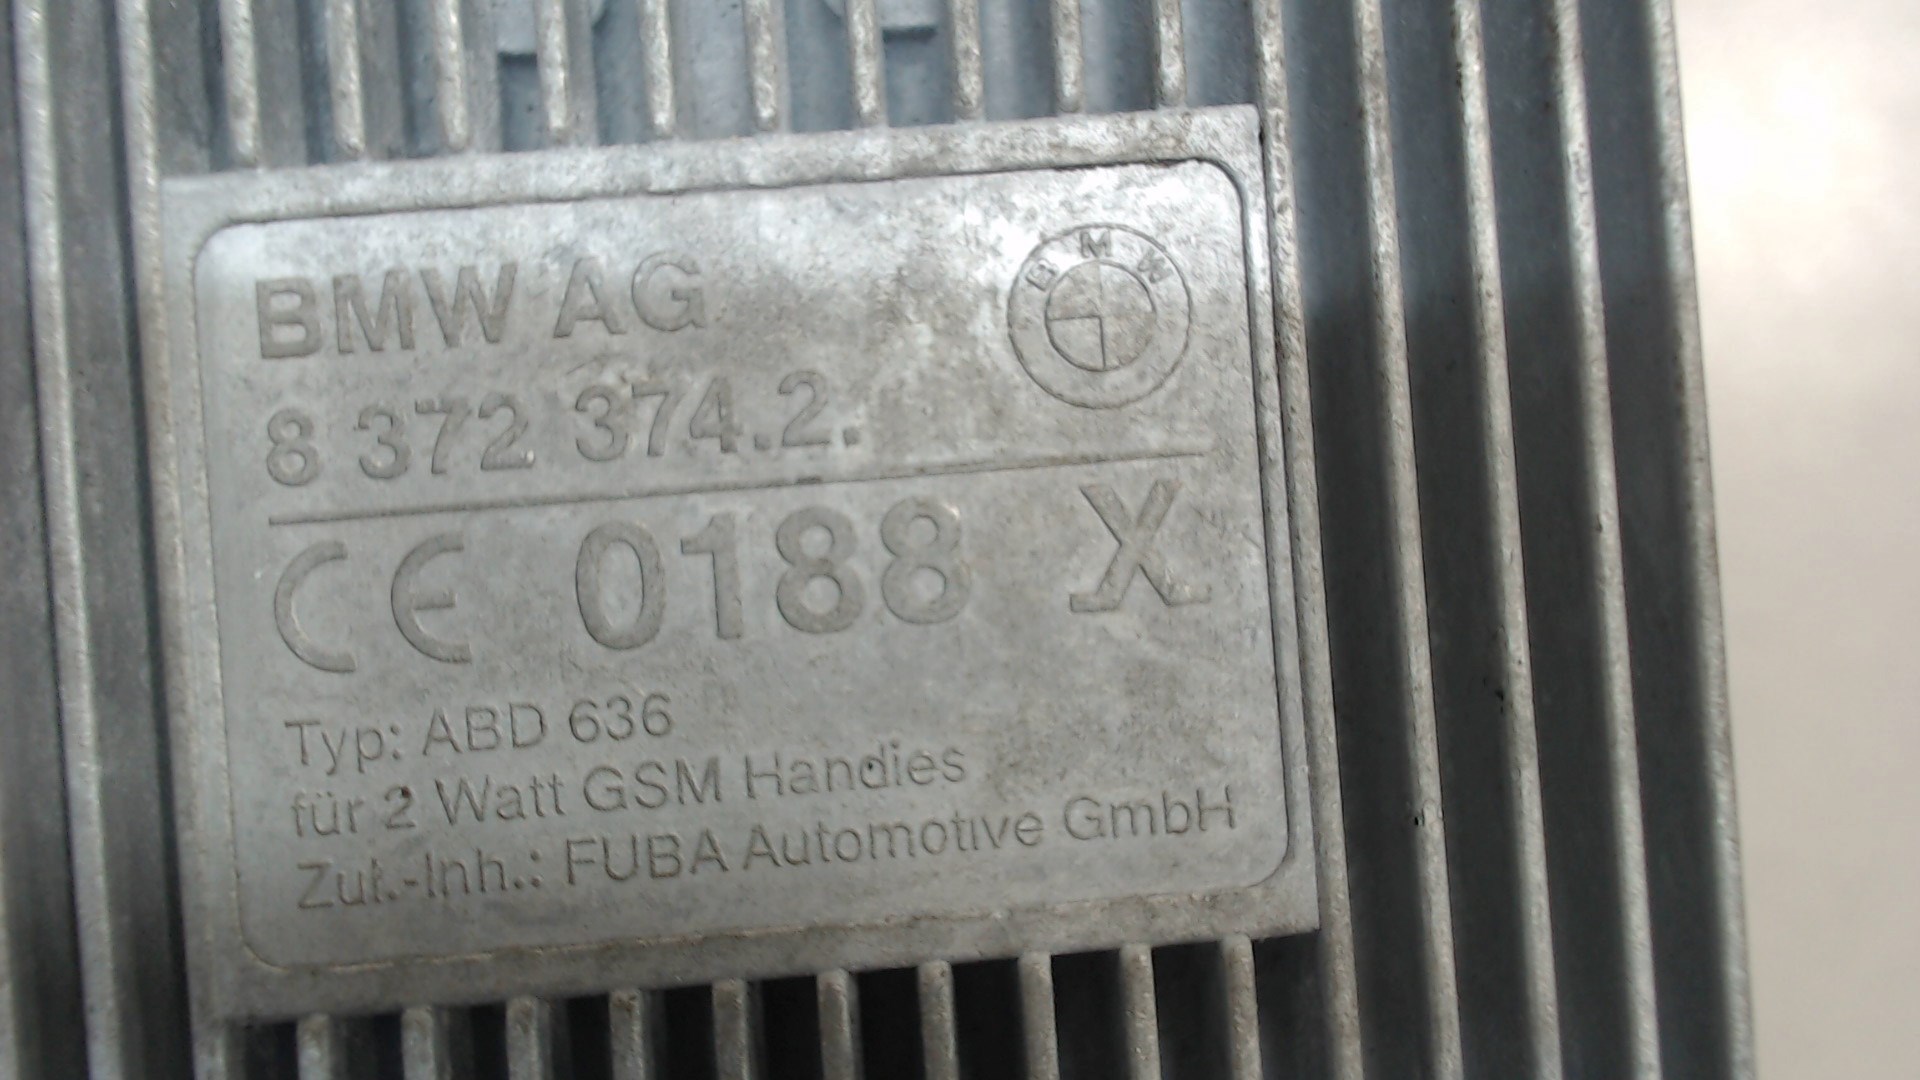 BMW AG
BMW
8 372 374.2.
CE 0188 X
Typ: ABD 636
für 2 Watt GSM Handies
Zul.-Inh.: FUBA Automotive GmbH